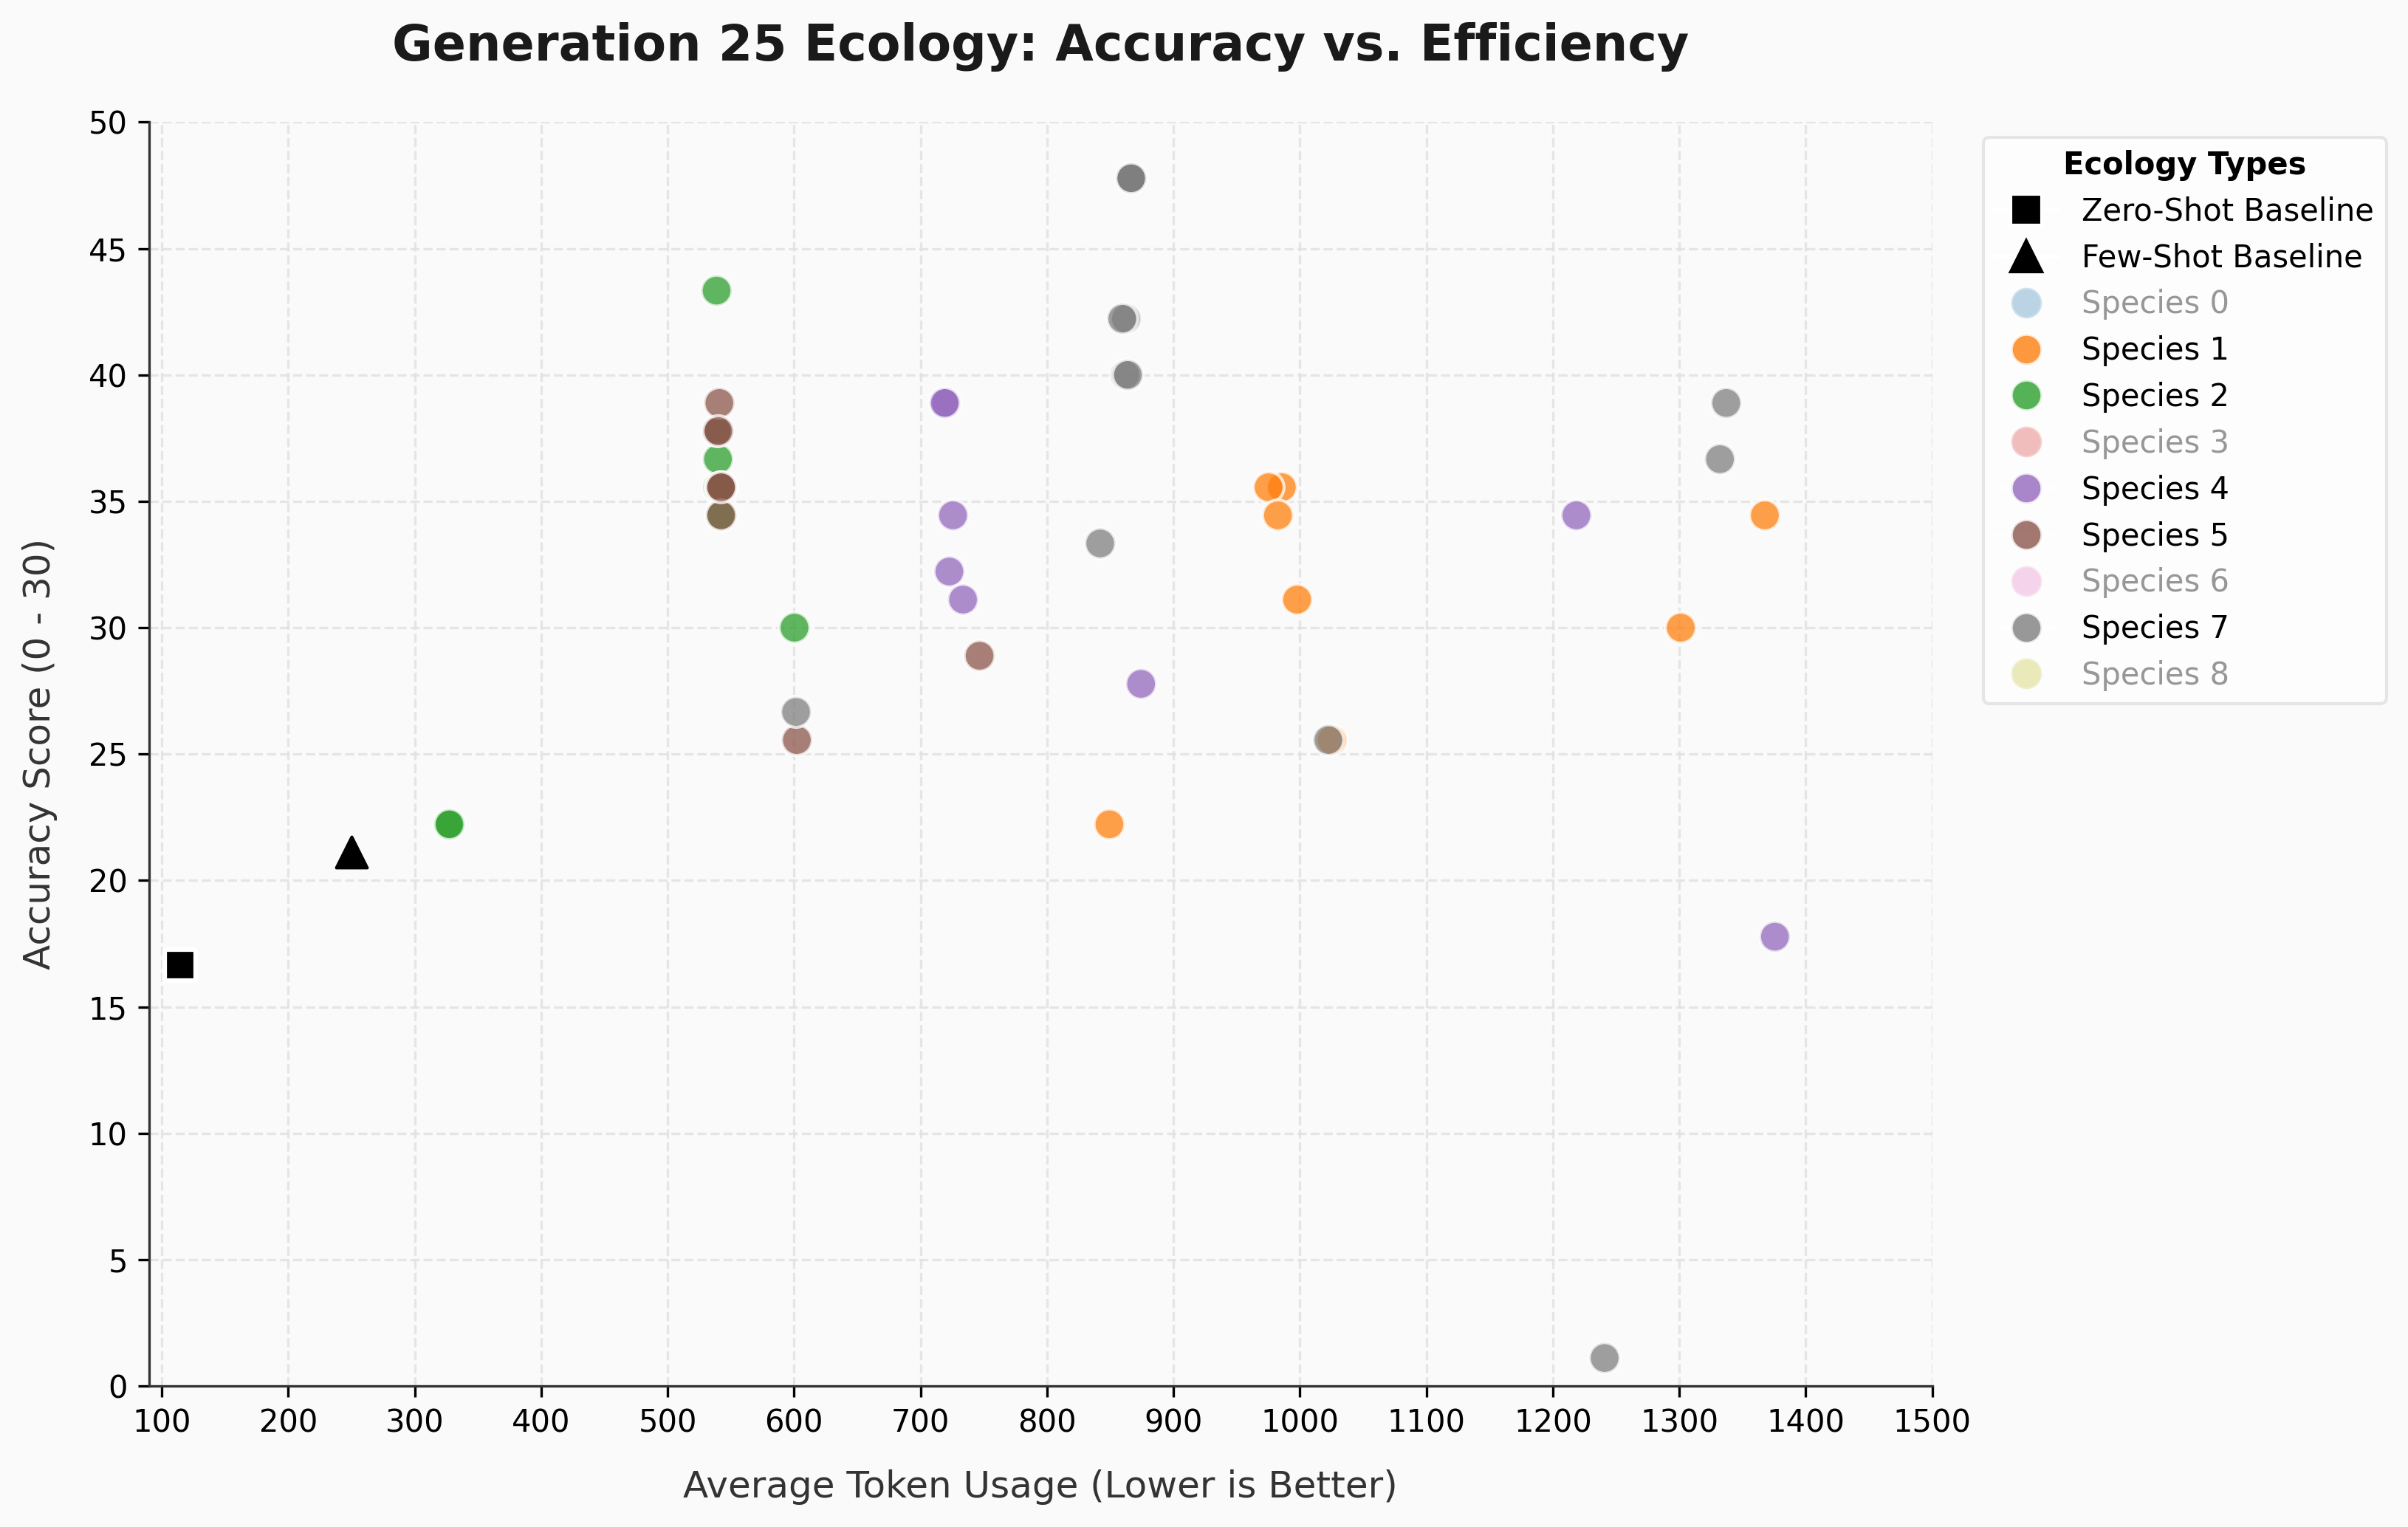 Generation 25 Ecology: Accuracy vs. Efficiency
50
45
40
35
30
25
20
15
10
5
0
Accuracy Score (0 - 30)
100 200 300 400 500 600 700 800 900 1000 1100 1200 1300 1400 1500
Average Token Usage (Lower is Better)
Ecology Types
Zero-Shot Baseline
Few-Shot Baseline
Species 0
Species 1
Species 2
Species 3
Species 4
Species 5
Species 6
Species 7
Species 8